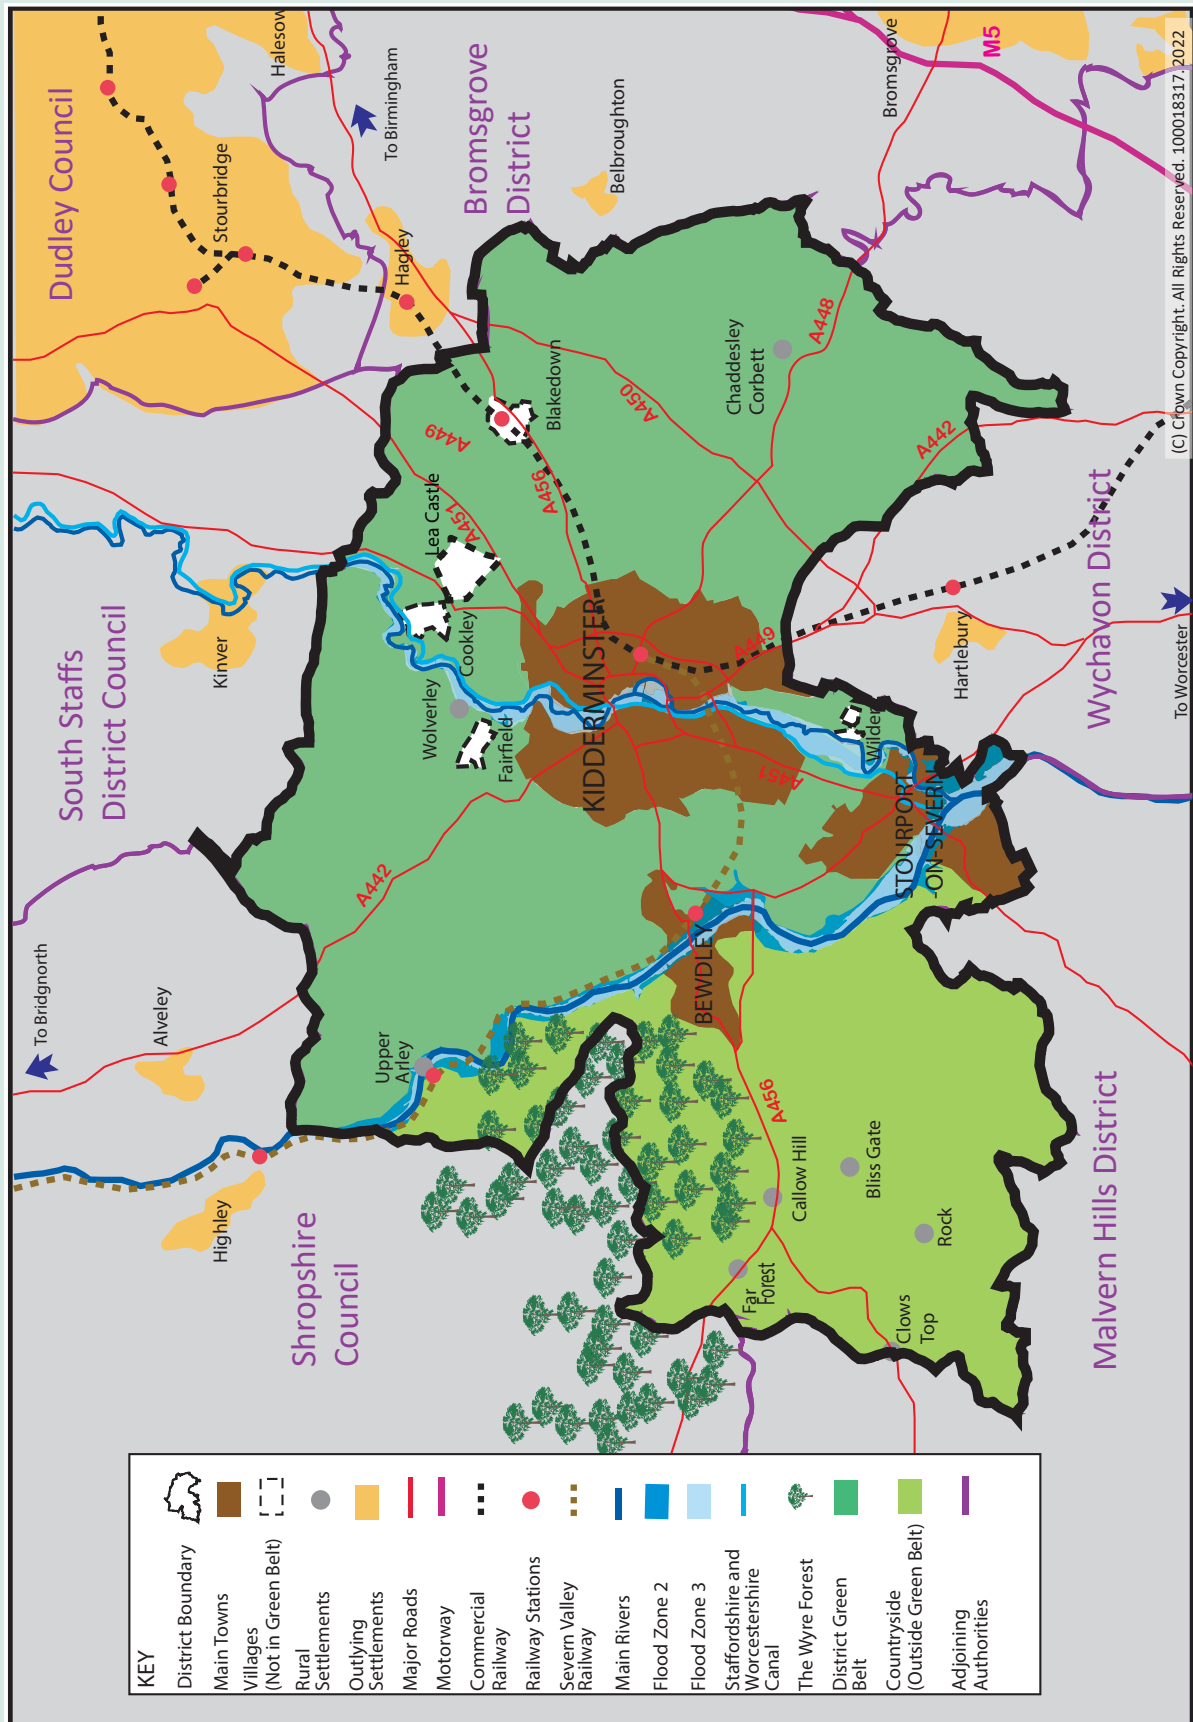 Dudley Council
Halesow
Stourbridge
To Birmingham
Hagley
Bromsgrove
District
Belbroughton
Bromsgrove
M5
South Staffs
District Council
Kinver
A449
A451
Lea Castle
A456
Blakedown
A450
Chaddesley
Corbett
A448
A442
Wolverley
Cookley
Fairfield
KIDDERMINSTER
A449
A451
Wilden
STOURPORT
-ON-SEVERN
Hartlebury
Wychavon District
To Worcester
To Bridgnorth
Alveley
A442
Upper
Arley
BEWDLEY
A456
Highley
Shropshire
Council
Callow Hill
Bliss Gate
Far
Forest
Rock
Clows
Top
Malvern Hills District
(C) Crown Copyright. All Rights Reserved. 100018317. 2022
KEY
District Boundary
Main Towns
Villages
(Not in Green Belt)
Rural
Settlements
Outlying
Settlements
Major Roads
Motorway
Commercial
Railway
Railway Stations
Severn Valley
Railway
Main Rivers
Flood Zone 2
Flood Zone 3
Staffordshire and
Worcestershire
Canal
The Wyre Forest
District Green
Belt
Countryside
(Outside Green Belt)
Adjoining
Authorities